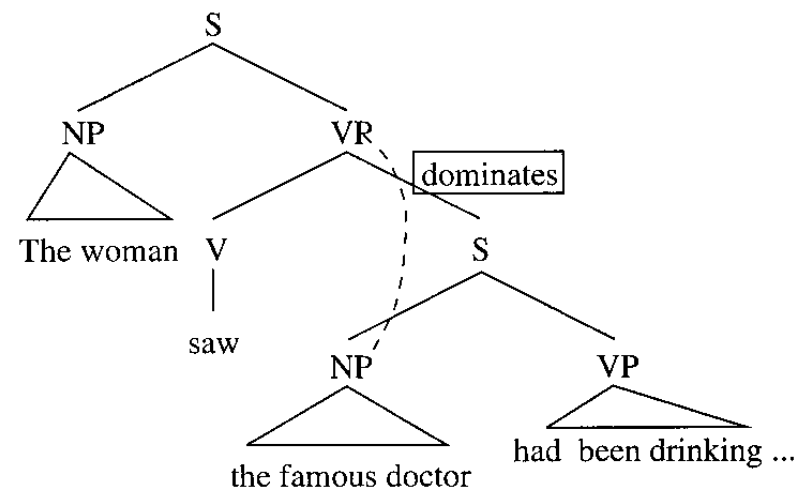 S
NP VR
dominates
The woman V S
saw
NP VP
the famous doctor had been drinking ...